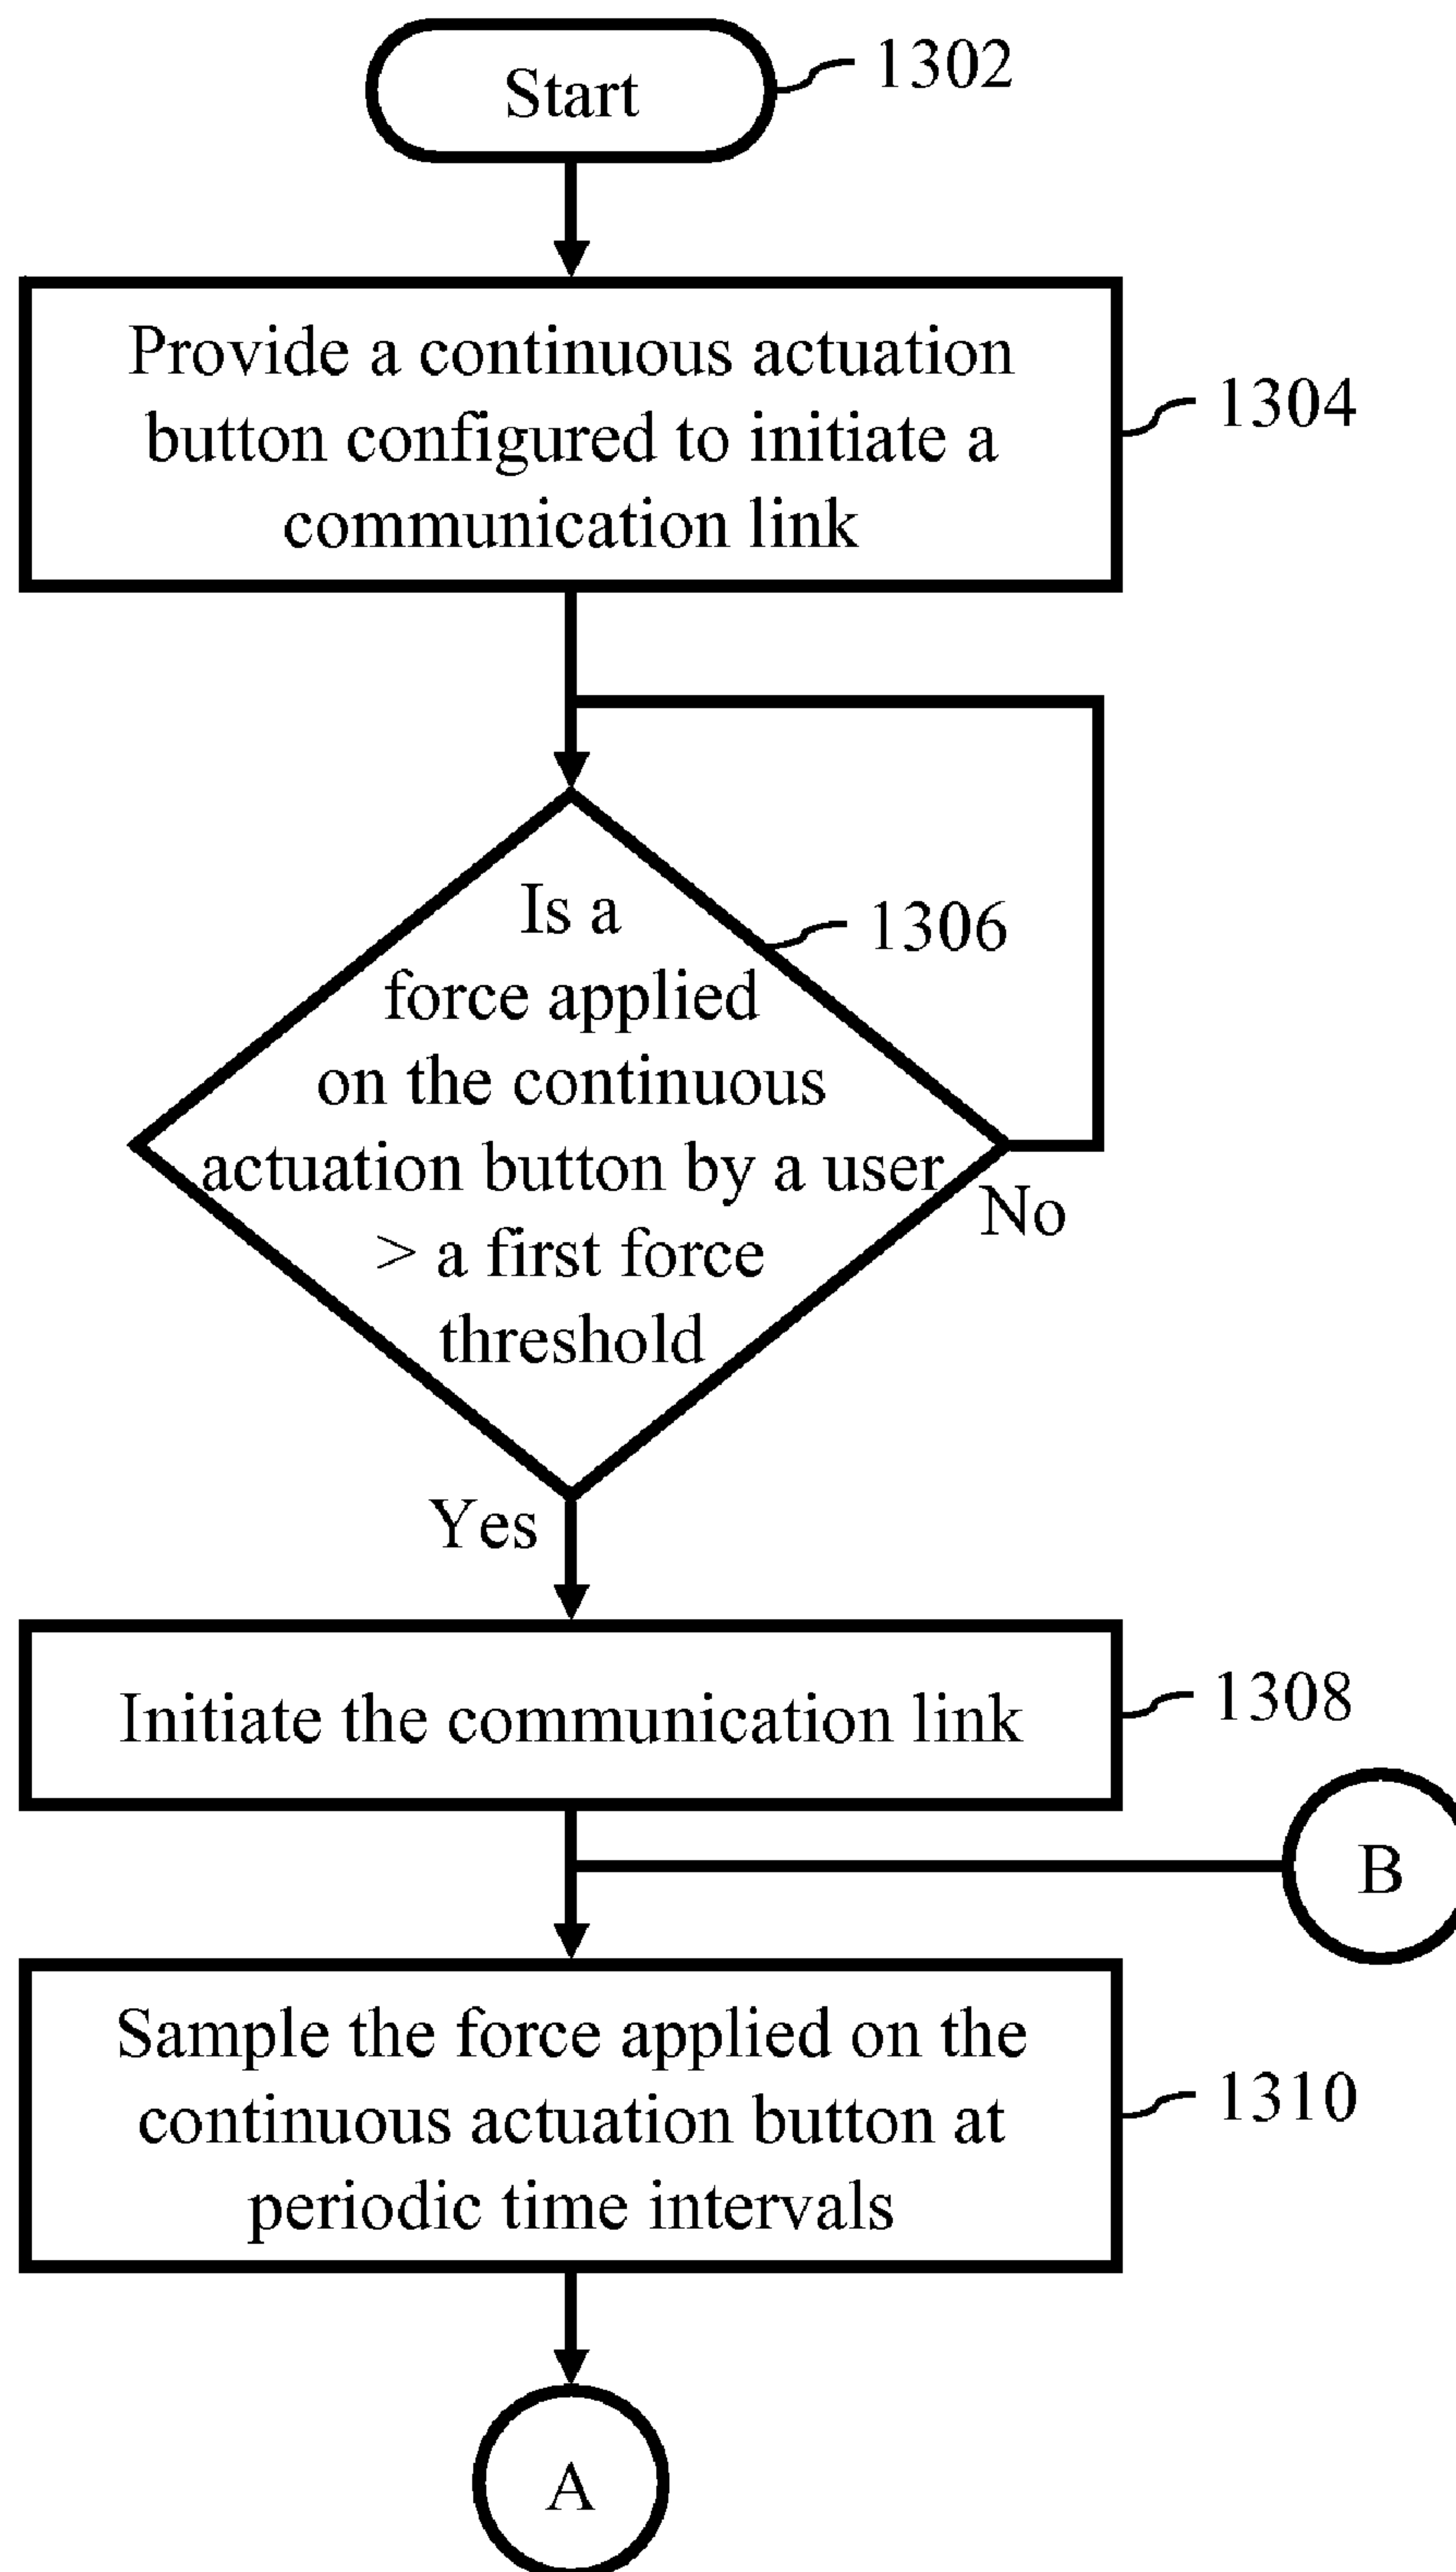 Start
1302
Provide a continuous actuation
button configured to initiate a
communication link
1304
Is a
force applied
on the continuous
actuation button by a user
> a first force
threshold
1306
No
Yes
Initiate the communication link
1308
B
Sample the force applied on the
continuous actuation button at
periodic time intervals
1310
A